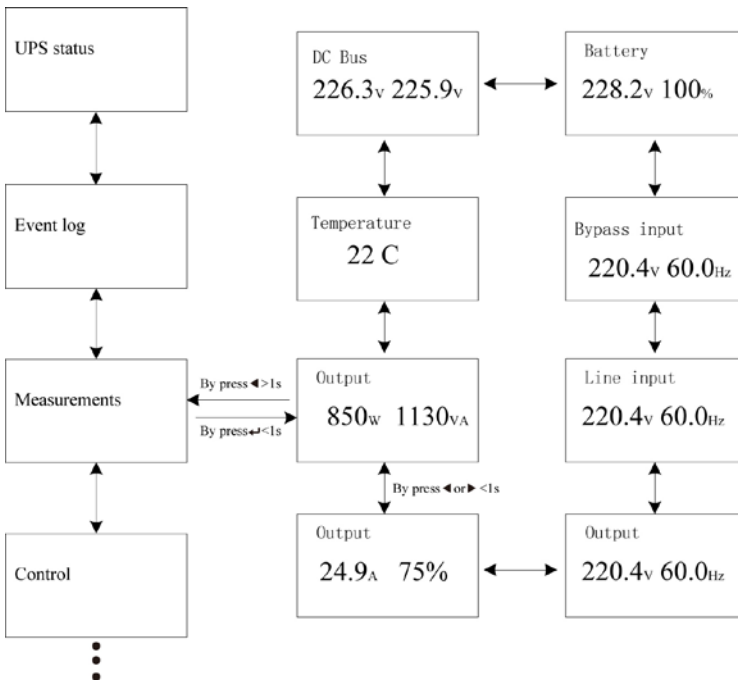 UPS status
Event log
Measurements
Control
By press ◀ >1s
By press ↵ <1s
DC Bus
226.3V 225.9V
Temperature
22 C
Output
850W 1130VA
By press ◀ or ▶ <1s
Output
24.9A 75%
Battery
228.2V 100%
Bypass input
220.4V 60.0Hz
Line input
220.4V 60.0Hz
Output
220.4V 60.0Hz